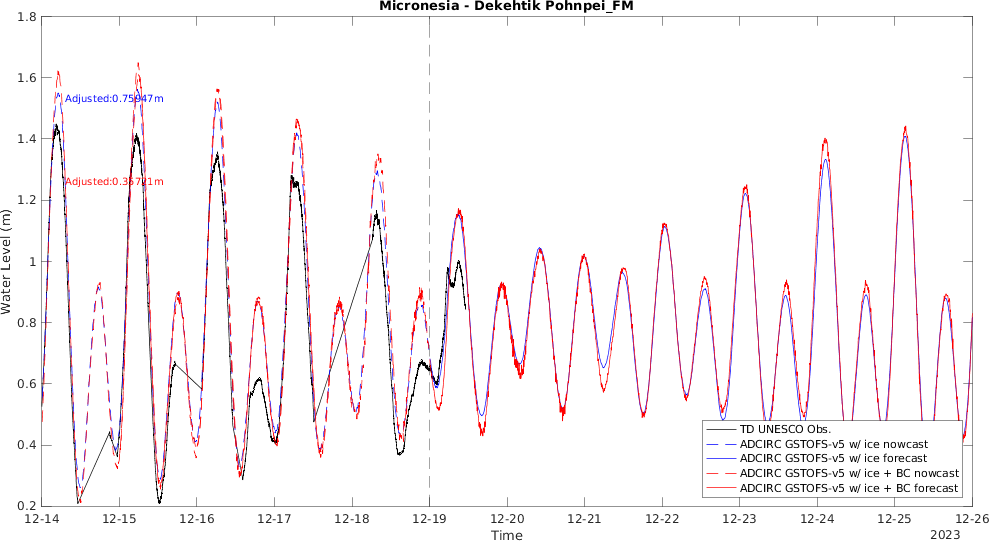 Micronesia - Dekehtik Pohnpei_FM
Water Level (m)
1.8
1.6
1.4
1.2
1
0.8
0.6
0.4
0.2
Adjusted:0.75947m
TD UNESCO Obs.
ADCIRC GSTOFS-v5 w/ ice nowcast
ADCIRC GSTOFS-v5 w/ ice forecast
ADCIRC GSTOFS-v5 w/ ice + BC nowcast
ADCIRC GSTOFS-v5 w/ ice + BC forecast
12-14 12-15 12-16 12-17 12-18 12-19 12-20 12-21 12-22 12-23 12-24 12-25 12-26
Time
2023